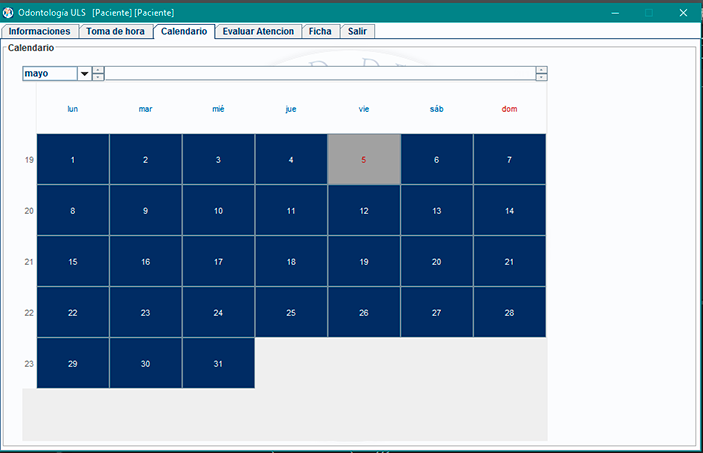 Odontología ULS [Paciente] [Paciente]
Informaciones Toma de hora Calendario Evaluar Atencion Ficha Salir
Calendario
mayo
lun mar mié jue vie sáb dom
19 1 2 3 4 5 6 7
20 8 9 10 11 12 13 14
21 15 16 17 18 19 20 21
22 22 23 24 25 26 27 28
23 29 30 31